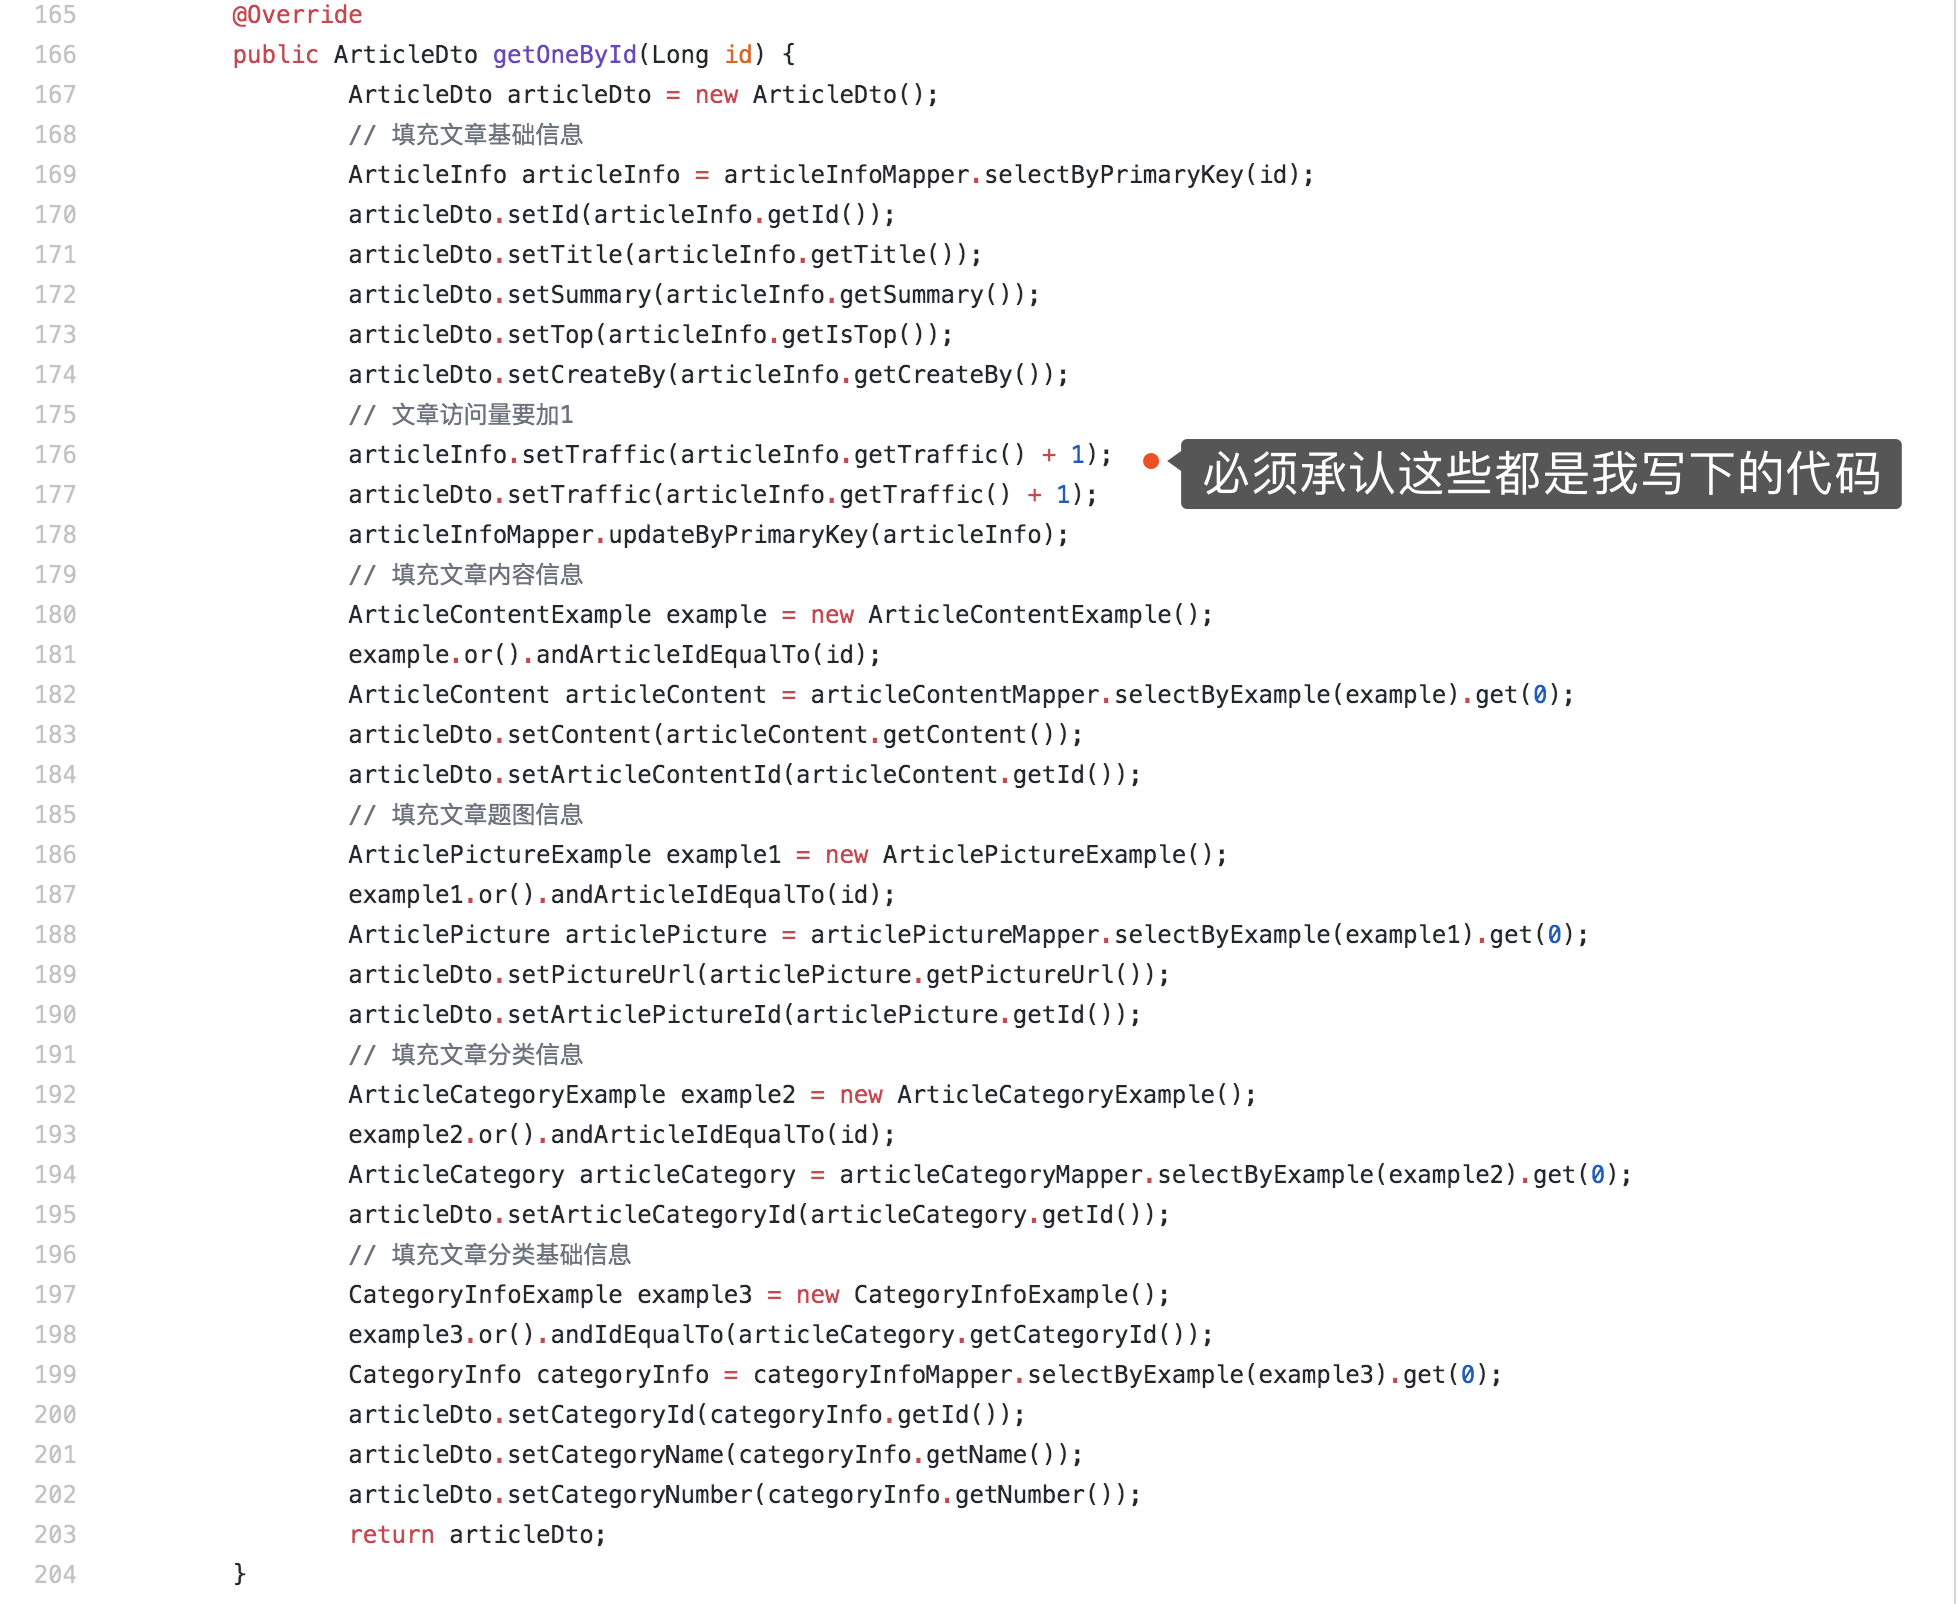 165 @Override
166 public ArticleDto getOneById(Long id) {
167 ArticleDto articleDto = new ArticleDto();
168 // 填充文章基础信息
169 ArticleInfo articleInfo = articleInfoMapper.selectByPrimaryKey(id);
170 articleDto.setId(articleInfo.getId());
171 articleDto.setTitle(articleInfo.getTitle());
172 articleDto.setSummary(articleInfo.getSummary());
173 articleDto.setTop(articleInfo.getIsTop());
174 articleDto.setCreateBy(articleInfo.getCreateBy());
175 // 文章访问量要加1
176 articleInfo.setTraffic(articleInfo.getTraffic() + 1); 必须承认这些都是我写下的代码
177 articleDto.setTraffic(articleInfo.getTraffic() + 1);
178 articleInfoMapper.updateByPrimaryKey(articleInfo);
179 // 填充文章内容信息
180 ArticleContentExample example = new ArticleContentExample();
181 example.or().andArticleIdEqualTo(id);
182 ArticleContent articleContent = articleContentMapper.selectByExample(example).get(0);
183 articleDto.setContent(articleContent.getContent());
184 articleDto.setArticleContentId(articleContent.getId());
185 // 填充文章题图信息
186 ArticlePictureExample example1 = new ArticlePictureExample();
187 example1.or().andArticleIdEqualTo(id);
188 ArticlePicture articlePicture = articlePictureMapper.selectByExample(example1).get(0);
189 articleDto.setPictureUrl(articlePicture.getPictureUrl());
190 articleDto.setArticlePictureId(articlePicture.getId());
191 // 填充文章分类信息
192 ArticleCategoryExample example2 = new ArticleCategoryExample();
193 example2.or().andArticleIdEqualTo(id);
194 ArticleCategory articleCategory = articleCategoryMapper.selectByExample(example2).get(0);
195 articleDto.setArticleCategoryId(articleCategory.getId());
196 // 填充文章分类基础信息
197 CategoryInfoExample example3 = new CategoryInfoExample();
198 example3.or().andIdEqualTo(articleCategory.getCategoryId());
199 CategoryInfo categoryInfo = categoryInfoMapper.selectByExample(example3).get(0);
200 articleDto.setCategoryId(categoryInfo.getId());
201 articleDto.setCategoryName(categoryInfo.getName());
202 articleDto.setCategoryNumber(categoryInfo.getNumber());
203 return articleDto;
204 }